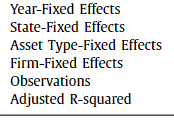 Year-Fixed Effects
State-Fixed Effects
Asset Type-Fixed Effects
Firm-Fixed Effects
Observations
Adjusted R-squared